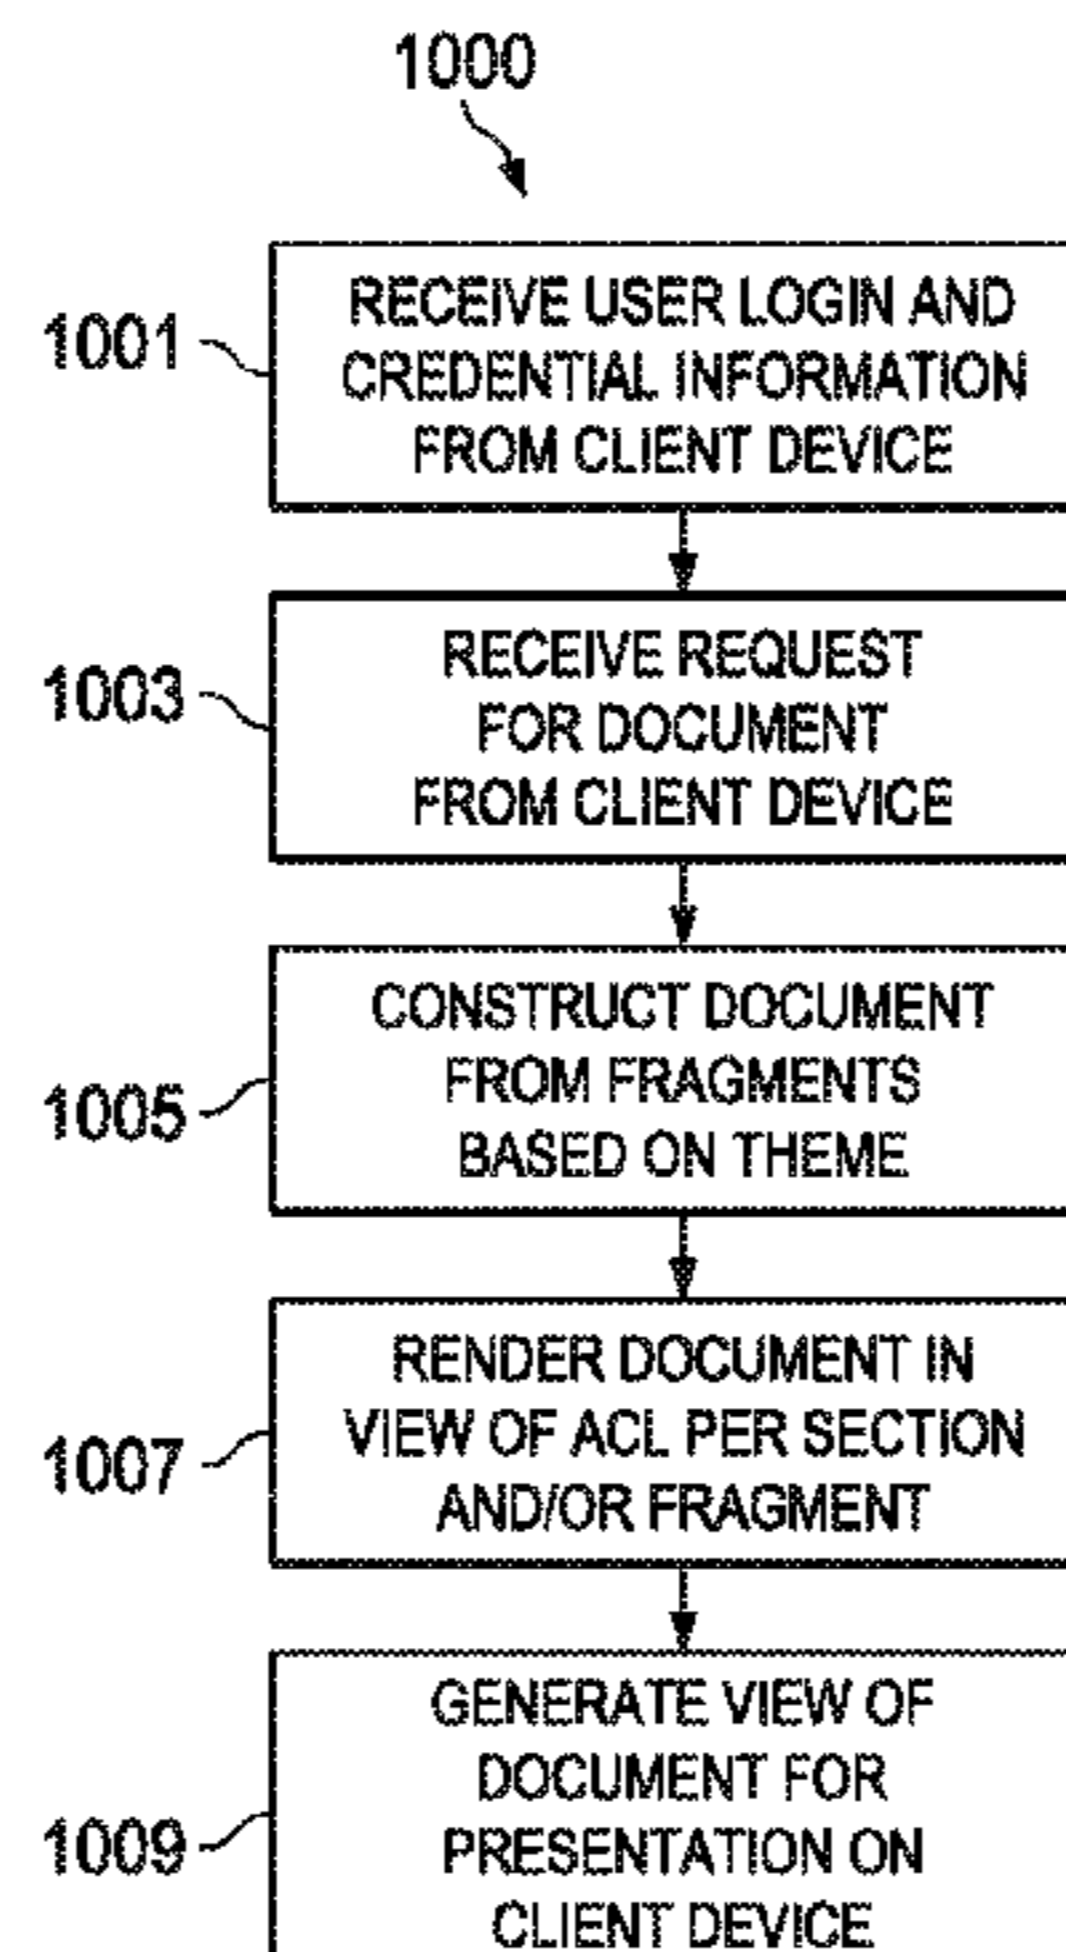 1000
1001
RECEIVE USER LOGIN AND
CREDENTIAL INFORMATION
FROM CLIENT DEVICE
1003
RECEIVE REQUEST
FOR DOCUMENT
FROM CLIENT DEVICE
1005
CONSTRUCT DOCUMENT
FROM FRAGMENTS
BASED ON THEME
1007
RENDER DOCUMENT IN
VIEW OF ACL PER SECTION
AND/OR FRAGMENT
1009
GENERATE VIEW OF
DOCUMENT FOR
PRESENTATION ON
CLIENT DEVICE